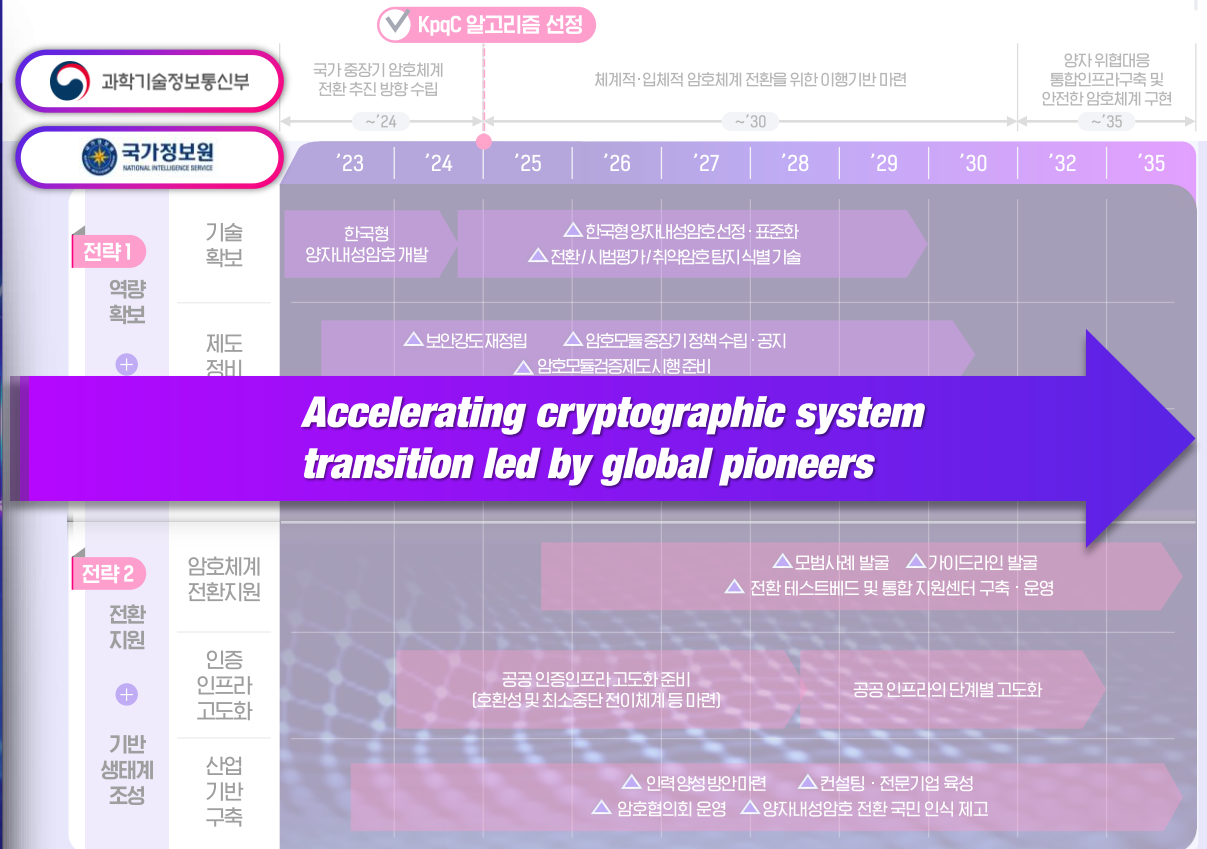 KpqC 알고리즘 선정
과학기술정보통신부
국가 중장기 암호체계
전환 추진 방향 수립
체계적·입체적 암호체계 전환을 위한 이행기반 마련
양자 위협대응
통합인프라구축 및
안전한 암호체계 구현
~'24
~'30
~'35
국가정보원
NATIONAL INTELLIGENCE SERVICE
'23 '24 '25 '26 '27 '28 '29 '30 '32 '35
전략 1
역량
확보
+
기술
확보
한국형
양자내성암호 개발
△ 한국형 양자내성암호 선정 · 표준화
△ 전환/시범평가/취약암호 탐지 식별 기술
제도
정비
△ 보안강도 재정립 △ 암호모듈 중장기 정책 수립 · 공지
△ 암호모듈검증제도 시행 준비
Accelerating cryptographic system
transition led by global pioneers
전략 2
전환
지원
+
기반
생태계
조성
암호체계
전환지원
△ 모범사례 발굴 △ 가이드라인 발굴
△ 전환 테스트베드 및 통합 지원센터 구축 · 운영
인증
인프라
고도화
공공 인증인프라 고도화 준비
(호환성 및 최소중단 전이체계 등 마련)
공공 인프라의 단계별 고도화
산업
기반
구축
△ 인력 양성 방안 마련 △ 컨설팅 · 전문기업 육성
△ 암호협의회 운영 △ 양자내성암호 전환 국민 인식 제고